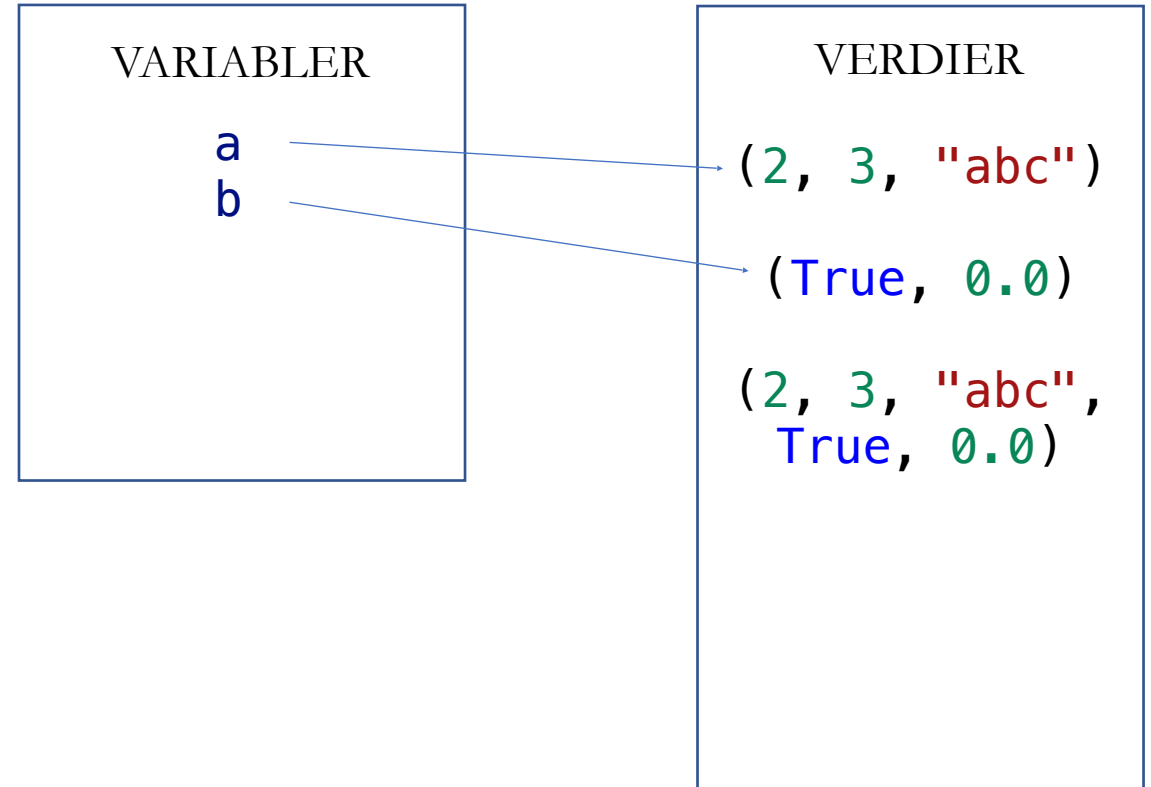 VARIABLER
a
b
VERDIER
(2, 3, "abc")
(True, 0.0)
(2, 3, "abc",
True, 0.0)